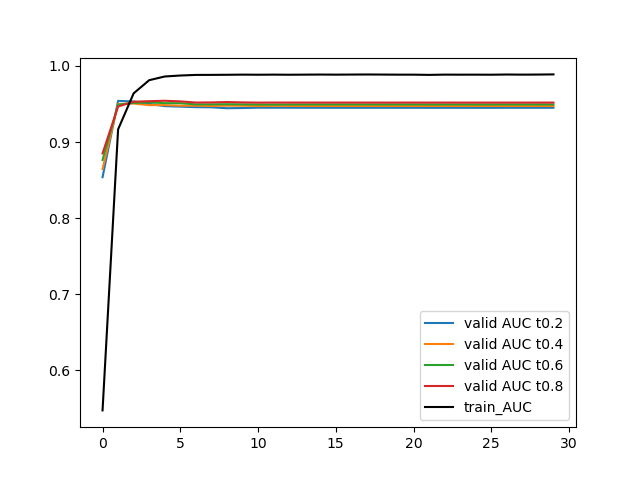 1.0
0.9
0.8
0.7
0.6
0 5 10 15 20 25 30
valid AUC t0.2
valid AUC t0.4
valid AUC t0.6
valid AUC t0.8
train_AUC